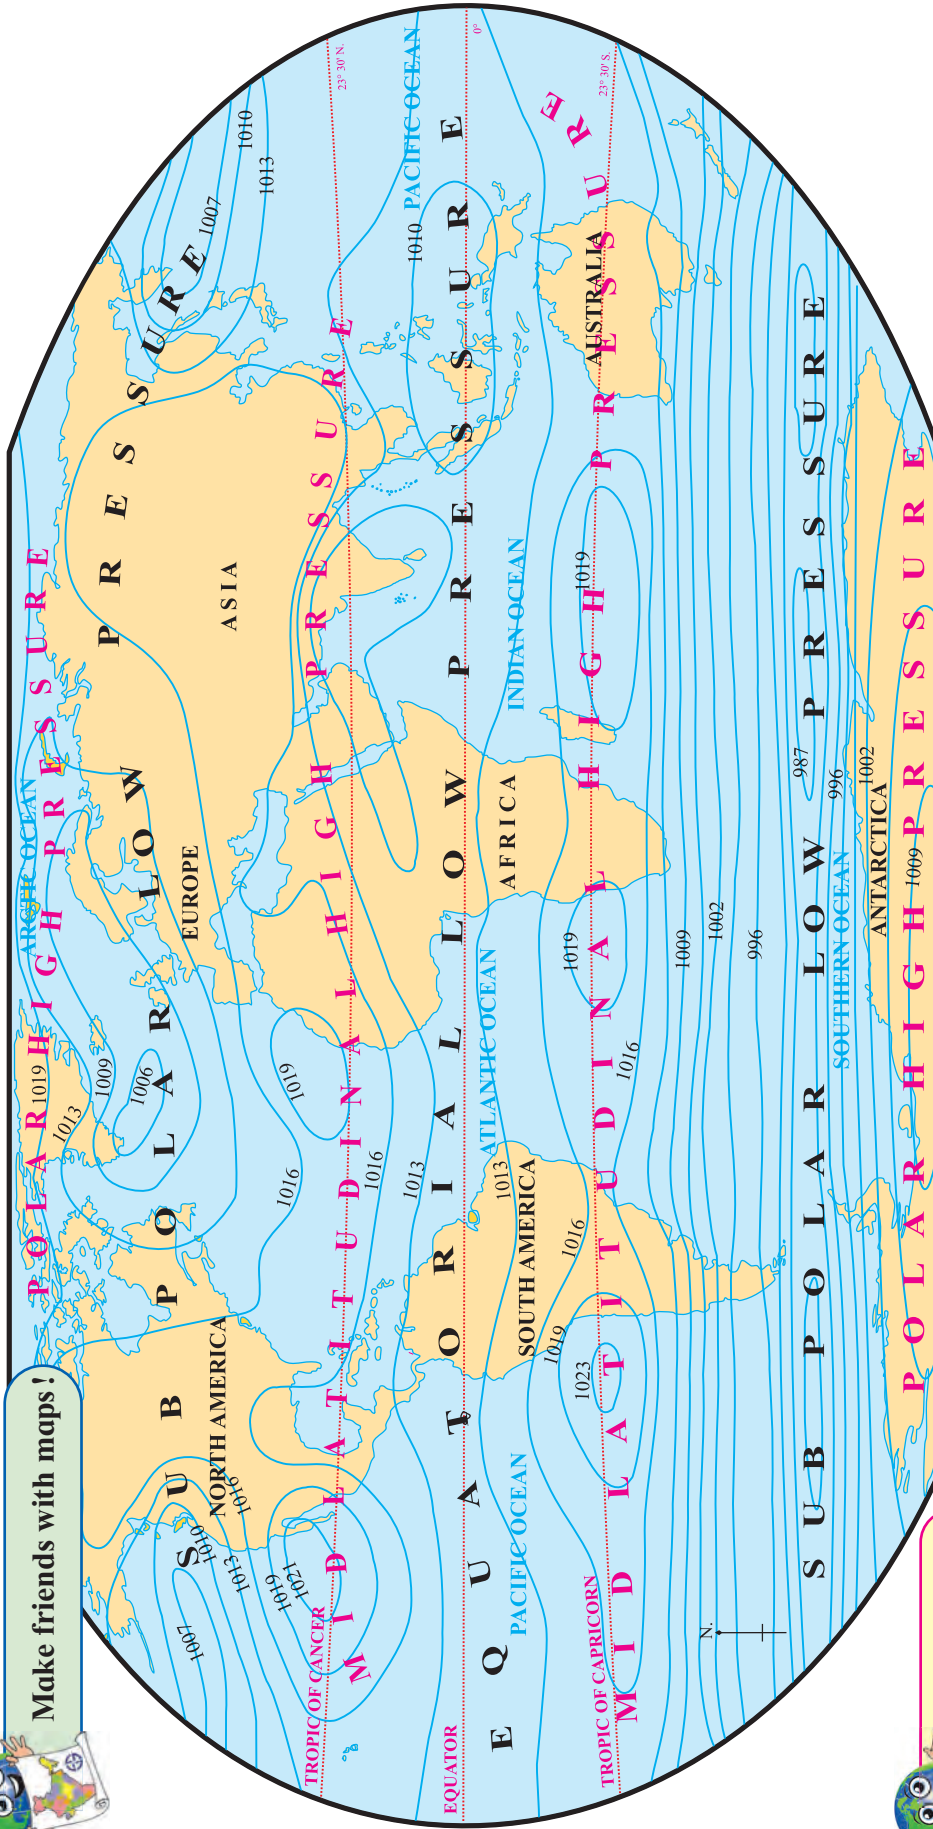 Make friends with maps!
POLAR HIGH PRESSURE
ARCTIC OCEAN
1019
1013
1009
1006
SUB POLAR LOW PRESSURE
1007
1010
1013
1016
1019
1021
1007
1010
1013
NORTH AMERICA
EUROPE
ASIA
1016
1019
TROPIC OF CANCER
23° 30' N.
MID LATITUDINAL HIGH PRESSURE
1016
1013
1010
PACIFIC OCEAN
EQUATOR
0°
EQUATORIAL LOW PRESSURE
PACIFIC OCEAN
SOUTH AMERICA
1013
1016
1019
1023
ATLANTIC OCEAN
AFRICA
INDIAN OCEAN
AUSTRALIA
1019
1019
1016
TROPIC OF CAPRICORN
23° 30' S.
MID LATITUDINAL HIGH PRESSURE
N.
1009
1002
996
SUB POLAR LOW PRESSURE
987
996
1002
SOUTHERN OCEAN
ANTARCTICA
1009
POLAR HIGH PRESSURE